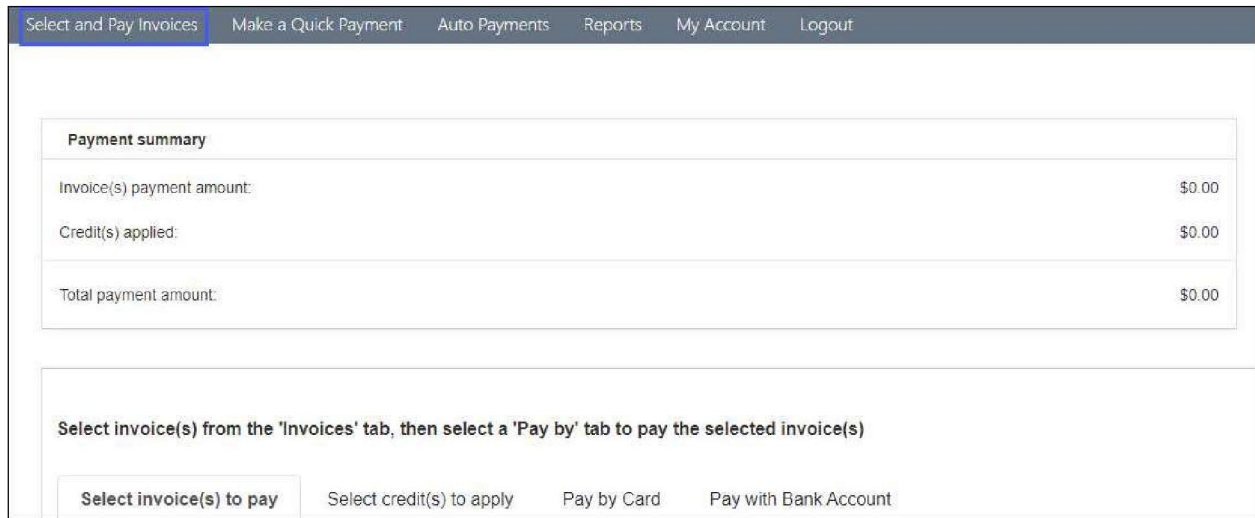 Select and Pay Invoices Make a Quick Payment Auto Payments Reports My Account Logout
Payment summary
Invoice(s) payment amount: $0.00
Credit(s) applied: $0.00
Total payment amount: $0.00
Select invoice(s) from the 'Invoices' tab, then select a 'Pay by' tab to pay the selected invoice(s)
Select invoice(s) to pay Select credit(s) to apply Pay by Card Pay with Bank Account